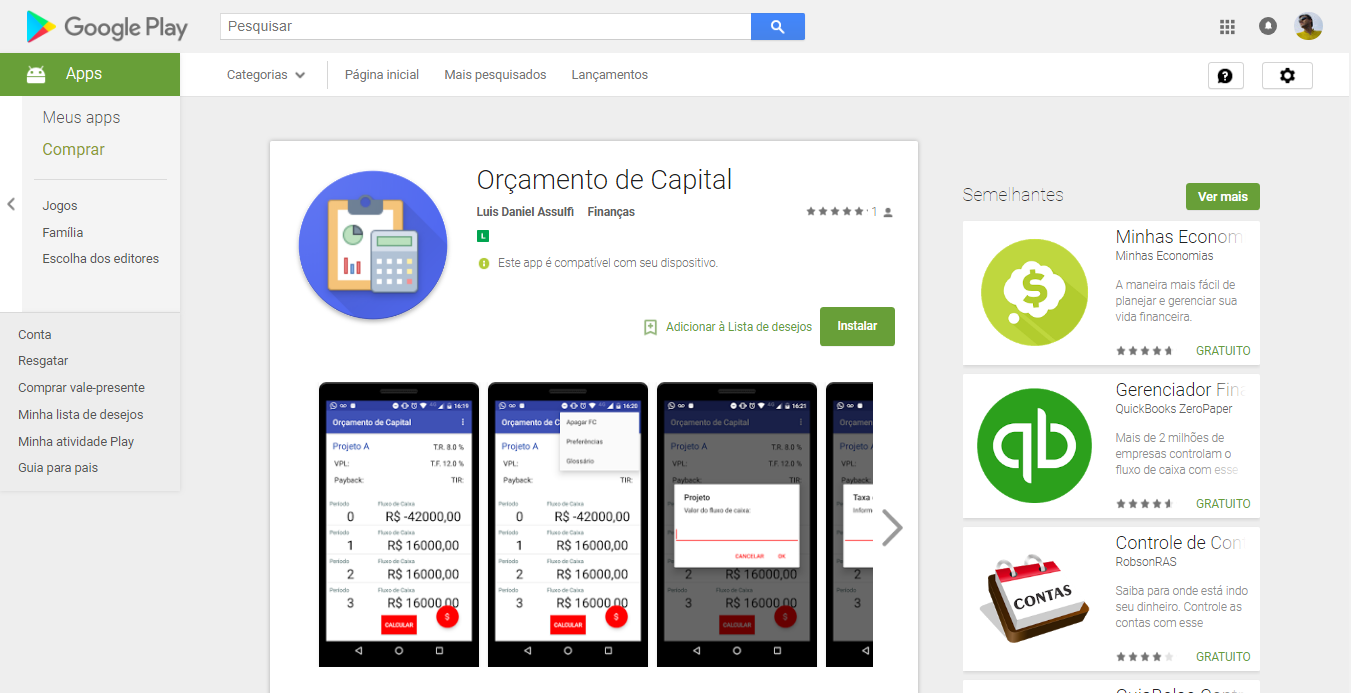 Google Play
Pesquisar
Apps
Categorias
Página inicial
Mais pesquisados
Lançamentos
Meus apps
Comprar
Jogos
Família
Escolha dos editores
Conta
Resgatar
Comprar vale-presente
Minha lista de desejos
Minha atividade Play
Guia para pais
Orçamento de Capital
Luis Daniel Assulfi Finanças
1
L
Este app é compatível com seu dispositivo.
Adicionar à Lista de desejos
Instalar
16:19
Orçamento de Capital
Projeto A T.R. 8.0 %
VPL: T.F. 12.0 %
Payback: TIR:
Período Fluxo de Caixa
0 R$ -42000,00
Período Fluxo de Caixa
1 R$ 16000,00
Período Fluxo de Caixa
2 R$ 16000,00
Período Fluxo de Caixa
3 R$ 16000,00
CALCULAR
$
16:20
Orçamento de C
Apagar FC
Preferências
Glossário
Projeto A
VPL:
Payback: TIR:
Período Fluxo de Caixa
0 R$ -42000,00
Período Fluxo de Caixa
1 R$ 16000,00
Período Fluxo de Caixa
2 R$ 16000,00
Período Fluxo de Caixa
3 R$ 16000,00
CALCULAR
$
16:21
Orçamento de Capital
Projeto A T.R. 8.0 %
VPL: T.F. 12.0 %
Payback: TIR:
Projeto
Valor do fluxo de caixa:
CANCELAR OK
2 R$ 16000,00
Período Fluxo de Caixa
3 R$ 16000,00
CALCULAR
$
Orçame
Projeto
VPL:
Payback:
Taxa
Inform
2
Período
3
Semelhantes
Ver mais
Minhas Econom
Minhas Economias
A maneira mais fácil de
planejar e gerenciar sua
vida financeira.
GRATUITO
$
Gerenciador Fina
QuickBooks ZeroPaper
Mais de 2 milhões de
empresas controlam o
fluxo de caixa com esse
GRATUITO
qb
Controle de Cont
RobsonRAS
Saiba para onde está indo
seu dinheiro. Controle as
contas com esse
GRATUITO
CONTAS